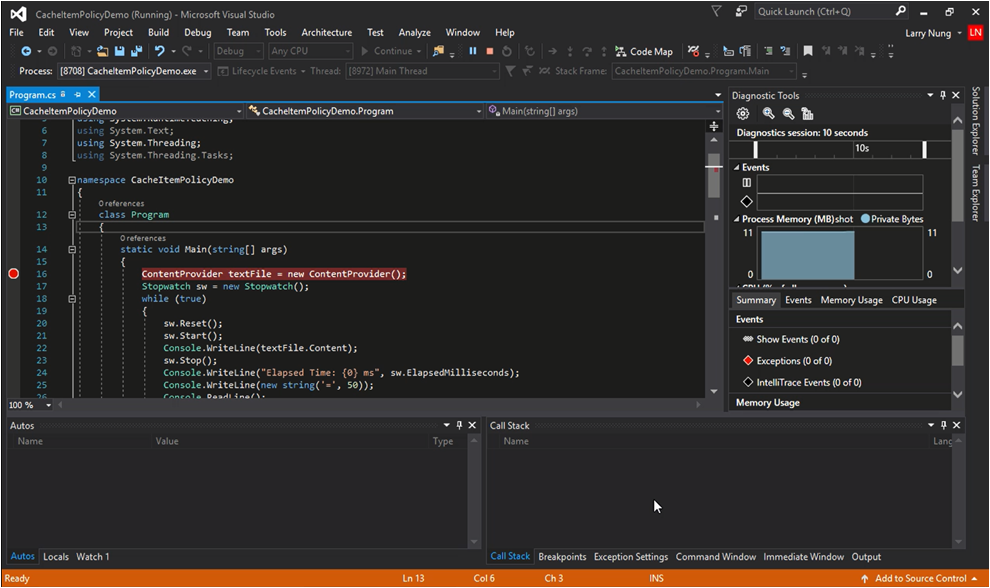 CacheItemPolicyDemo (Running) - Microsoft Visual Studio
Quick Launch (Ctrl+Q)
File Edit View Project Build Debug Team Tools Architecture Test Analyze Window Help
Larry Nung LN
Debug Any CPU Continue Code Map
Process: [8708] CacheItemPolicyDemo.exe Lifecycle Events Thread: [8972] Main Thread Stack Frame: CacheItemPolicyDemo.Program.Main
Program.cs
CacheItemPolicyDemo CacheItemPolicyDemo.Program Main(string[] args)
6 using System.Text;
7 using System.Threading;
8 using System.Threading.Tasks;
9
10 namespace CacheItemPolicyDemo
11 {
0 references
12 class Program
13 {
0 references
14 static void Main(string[] args)
15 {
16 ContentProvider textFile = new ContentProvider();
17 Stopwatch sw = new Stopwatch();
18 while (true)
19 {
20 sw.Reset();
21 sw.Start();
22 Console.WriteLine(textFile.Content);
23 sw.Stop();
24 Console.WriteLine("Elapsed Time: {0} ms", sw.ElapsedMilliseconds);
25 Console.WriteLine(new string('=', 50));
26 Console.ReadLine();
100 %
Diagnostic Tools
Diagnostics session: 10 seconds
10s
Events
Process Memory (MB) shot Private Bytes
11 11
0 0
Summary Events Memory Usage CPU Usage
Events
Show Events (0 of 0)
Exceptions (0 of 0)
IntelliTrace Events (0 of 0)
Memory Usage
Solution Explorer
Team Explorer
Autos
Name Value Type
Autos Locals Watch 1
Call Stack
Name Lang
Call Stack Breakpoints Exception Settings Command Window Immediate Window Output
Ready Ln 13 Col 6 Ch 3 INS Add to Source Control